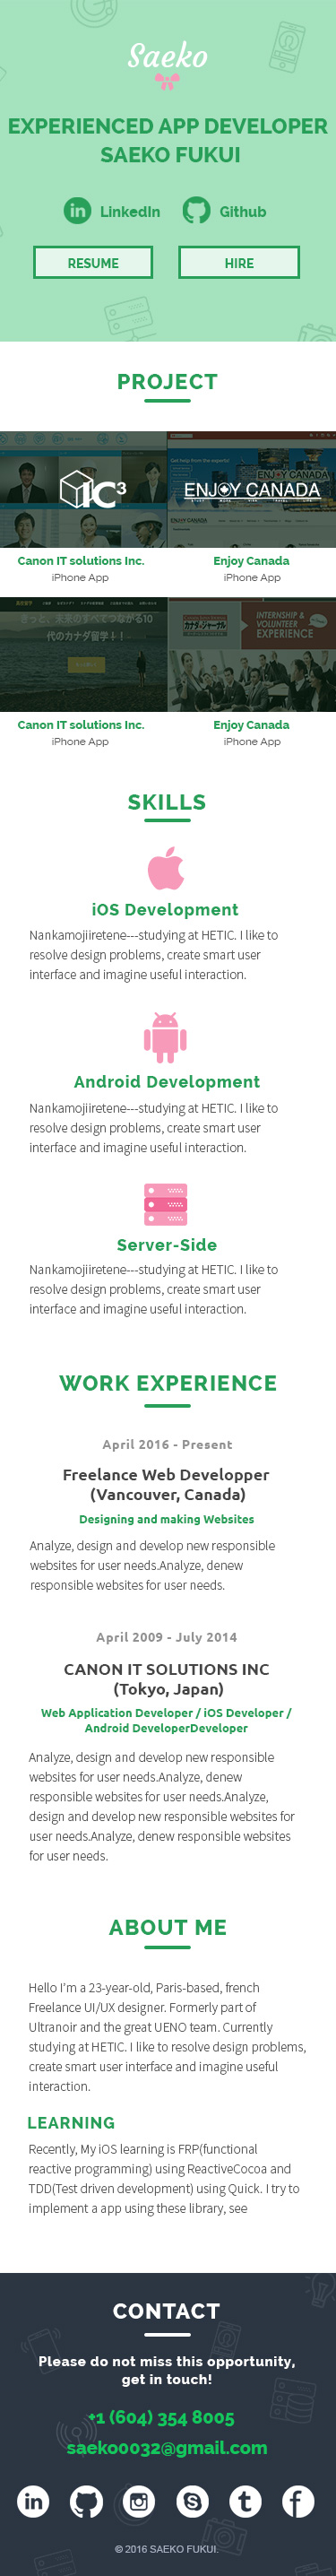 Saeko
EXPERIENCED APP DEVELOPER
SAEKO FUKUI
LinkedIn
Github
RESUME
HIRE
PROJECT
IC3
ENJOY CANADA
Canon IT solutions Inc.
iPhone App
Enjoy Canada
iPhone App
10代のカナダ留学！！
INTERNSHIP &
VOLUNTEER
EXPERIENCE
Canon IT solutions Inc.
iPhone App
Enjoy Canada
iPhone App
SKILLS
iOS Development
Nankamojiiretene---studying at HETIC. I like to
resolve design problems, create smart user
interface and imagine useful interaction.
Android Development
Nankamojiiretene---studying at HETIC. I like to
resolve design problems, create smart user
interface and imagine useful interaction.
Server-Side
Nankamojiiretene---studying at HETIC. I like to
resolve design problems, create smart user
interface and imagine useful interaction.
WORK EXPERIENCE
April 2016 - Present
Freelance Web Developper
(Vancouver, Canada)
Designing and making Websites
Analyze, design and develop new responsible
websites for user needs.Analyze, denew
responsible websites for user needs.
April 2009 - July 2014
CANON IT SOLUTIONS INC
(Tokyo, Japan)
Web Application Developer / iOS Developer /
Android DeveloperDeveloper
Analyze, design and develop new responsible
websites for user needs.Analyze, denew
responsible websites for user needs.Analyze,
design and develop new responsible websites for
user needs.Analyze, denew responsible websites
for user needs.
ABOUT ME
Hello I'm a 23-year-old, Paris-based, french
Freelance UI/UX designer. Formerly part of
Ultranoir and the great UENO team. Currently
studying at HETIC. I like to resolve design problems,
create smart user interface and imagine useful
interaction.
LEARNING
Recently, My iOS learning is FRP(functional
reactive programming) using ReactiveCocoa and
TDD(Test driven development) using Quick. I try to
implement a app using these library, see
CONTACT
Please do not miss this opportunity,
get in touch!
+1 (604) 354 8005
saeko0032@gmail.com
© 2016 SAEKO FUKUI.